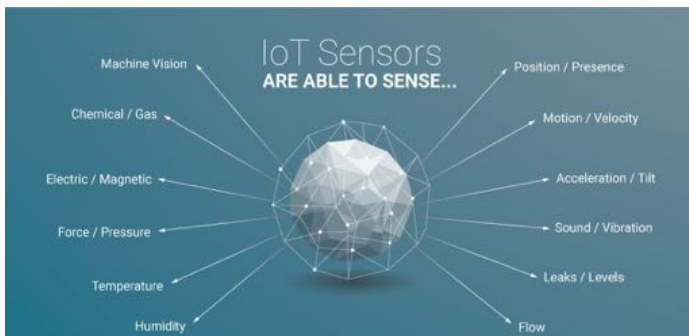 IoT Sensors
ARE ABLE TO SENSE...
Machine Vision
Chemical / Gas
Electric / Magnetic
Force / Pressure
Temperature
Humidity
Position / Presence
Motion / Velocity
Acceleration / Tilt
Sound / Vibration
Leaks / Levels
Flow